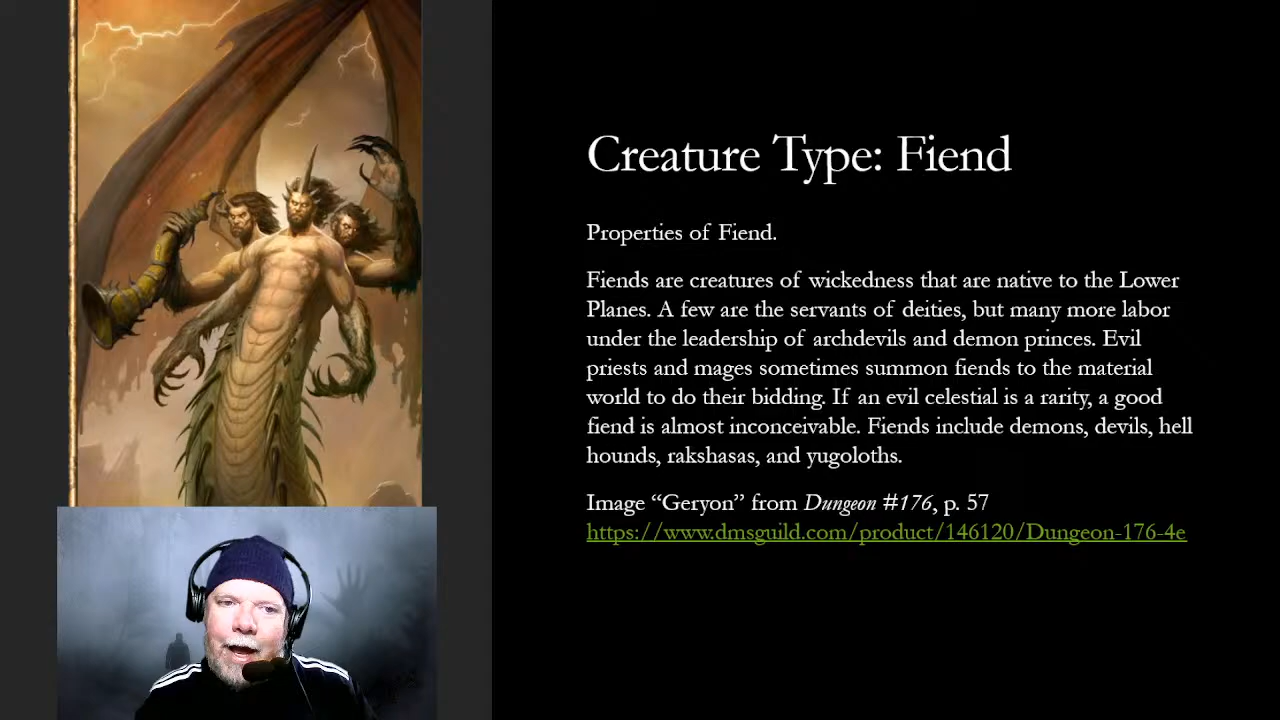 Creature Type: Fiend
Properties of Fiend.
Fiends are creatures of wickedness that are native to the Lower
Planes. A few are the servants of deities, but many more labor
under the leadership of archdevils and demon princes. Evil
priests and mages sometimes summon fiends to the material
world to do their bidding. If an evil celestial is a rarity, a good
fiend is almost inconceivable. Fiends include demons, devils, hell
hounds, rakshasas, and yugoloths.
Image “Geryon” from Dungeon #176, p. 57
https://www.dmsguild.com/product/146120/Dungeon-176-4e